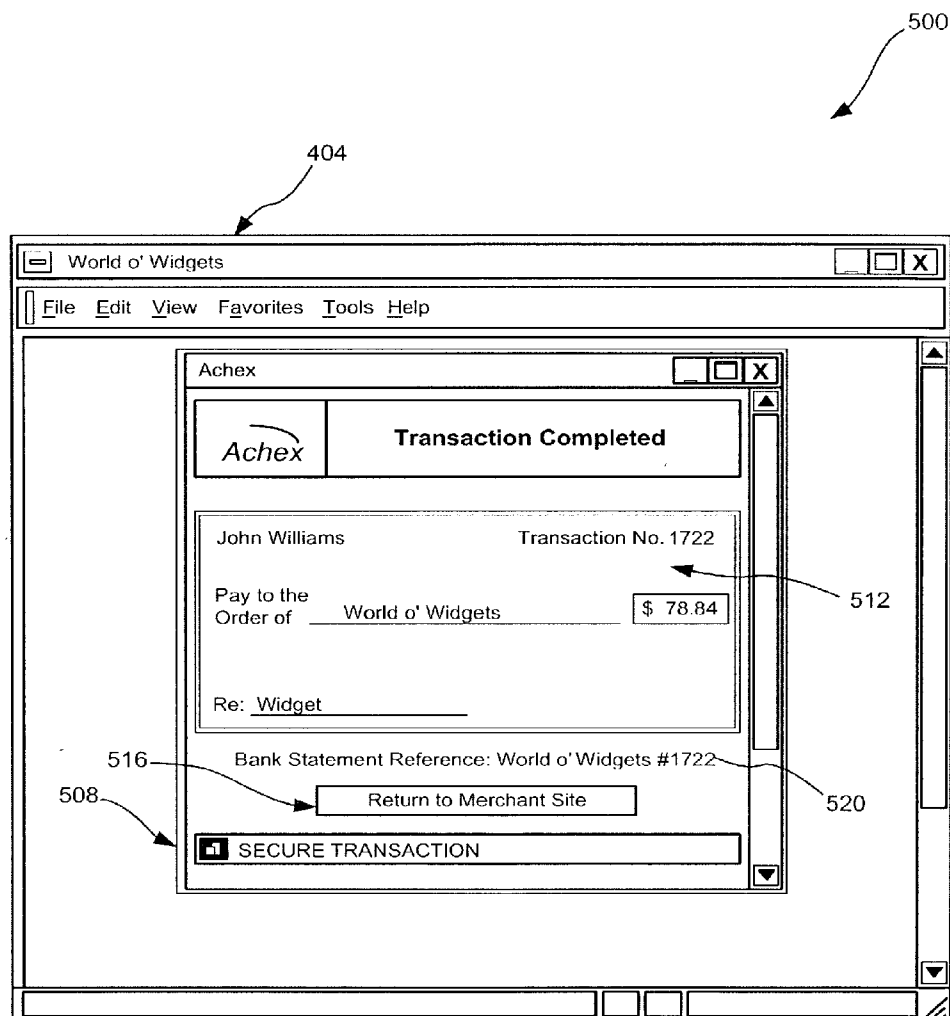 500
404
World o' Widgets
File Edit View Favorites Tools Help
Achex
Achex
Transaction Completed
John Williams Transaction No. 1722
512
Pay to the
Order of World o' Widgets $ 78.84
Re: Widget
516
Bank Statement Reference: World o' Widgets #1722
520
508
Return to Merchant Site
SECURE TRANSACTION